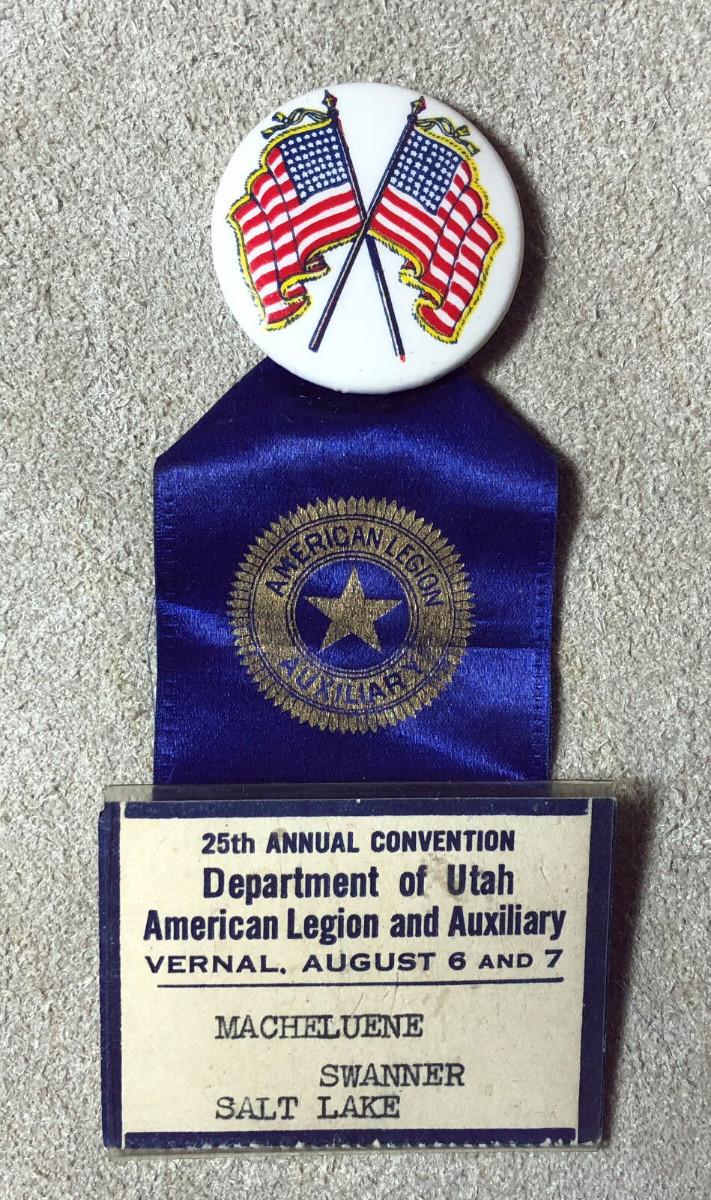 AMERICAN LEGION
AUXILIARY
25th ANNUAL CONVENTION
Department of Utah
American Legion and Auxiliary
VERNAL, AUGUST 6 AND 7
MACHELUENE
SWANNER
SALT LAKE